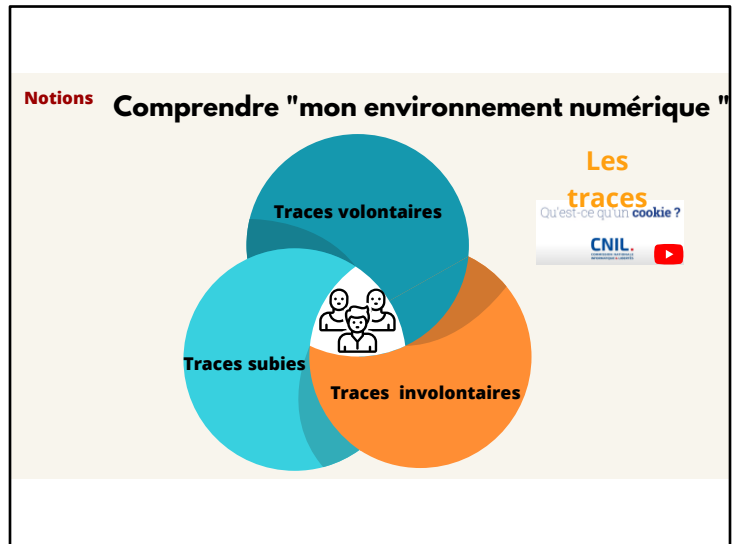 Notions
Comprendre "mon environnement numérique "
Les
traces
Qu'est-ce qu'un cookie ?
CNIL.
Traces volontaires
Traces subies
Traces involontaires